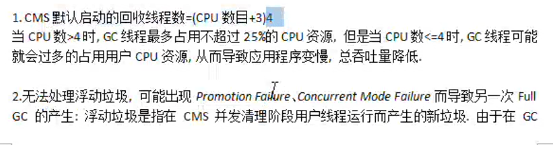 1. CMS 默认启动的回收线程数=(CPU 数目+3)4
当 CPU 数>4 时, GC 线程最多占用不超过 25%的 CPU 资源, 但是当 CPU 数<=4 时, GC 线程可能
就会过多的占用用户 CPU 资源, 从而导致应用程序变慢, 总吞吐量降低.
2.无法处理浮动垃圾, 可能出现 Promotion Failure、Concurrent Mode Failure 而导致另一次 Full
GC 的产生: 浮动垃圾是指在 CMS 并发清理阶段用户线程运行而产生的新垃圾. 由于在 GC